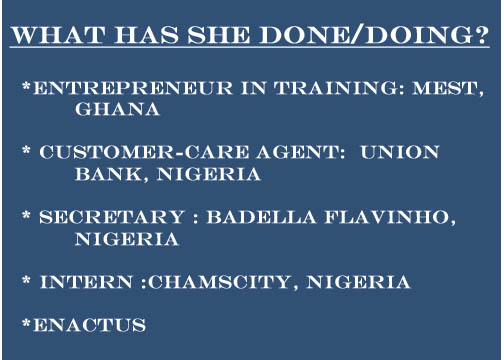 WHAT HAS SHE DONE/DOING?
*ENTREPRENEUR IN TRAINING: MEST,
GHANA
* CUSTOMER-CARE AGENT: UNION
BANK, NIGERIA
* SECRETARY : BADELLA FLAVINHO,
NIGERIA
* INTERN :CHAMSCITY, NIGERIA
*ENACTUS